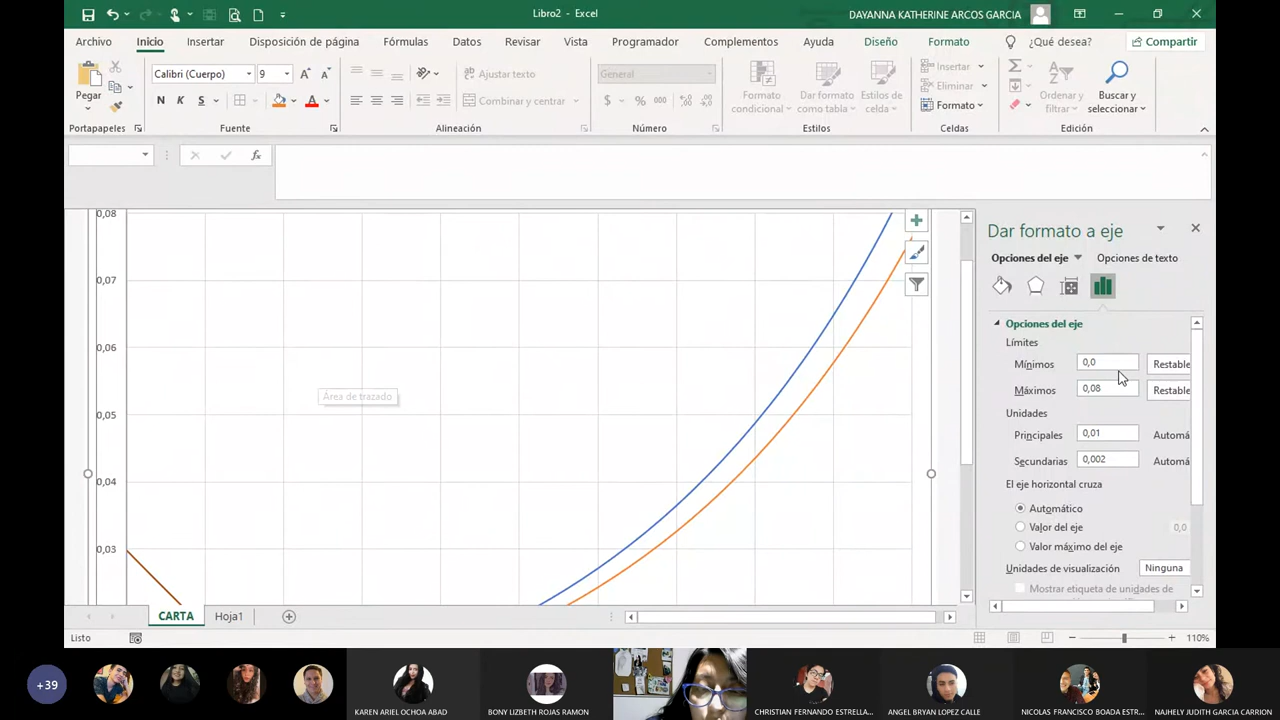 Libro2 - Excel
DAYANNA KATHERINE ARCOS GARCIA
Archivo Inicio Insertar Disposición de página Fórmulas Datos Revisar Vista Programador Complementos Ayuda Diseño Formato ¿Qué desea? Compartir
Pegar
Portapapeles
Calibri (Cuerpo) 9
N K S
Fuente
Ajustar texto
Combinar y centrar
Alineación
General
$ % 000
Número
Formato condicional
Dar formato como tabla
Estilos de celda
Estilos
Insertar
Eliminar
Formato
Celdas
Ordenar y filtrar
Buscar y seleccionar
Edición
fx
0,08
0,07
0,06
0,05
0,04
0,03
Área de trazado
Dar formato a eje
Opciones del eje Opciones de texto
Opciones del eje
Límites
Mínimos 0,0 Restable
Máximos 0,08 Restable
Unidades
Principales 0,01 Automá
Secundarias 0,002 Automá
El eje horizontal cruza
Automático
Valor del eje 0,0
Valor máximo del eje
Unidades de visualización Ninguna
Mostrar etiqueta de unidades de
CARTA Hoja1
Listo
110%
+39
KAREN ARIEL OCHOA ABAD
BONY LIZBETH ROJAS RAMON
CHRISTIAN FERNANDO ESTRELLA...
ANGEL BRYAN LOPEZ CALLE
NICOLAS FRANCISCO BOADA ESTR...
NAJHELY JUDITH GARCIA CARRION